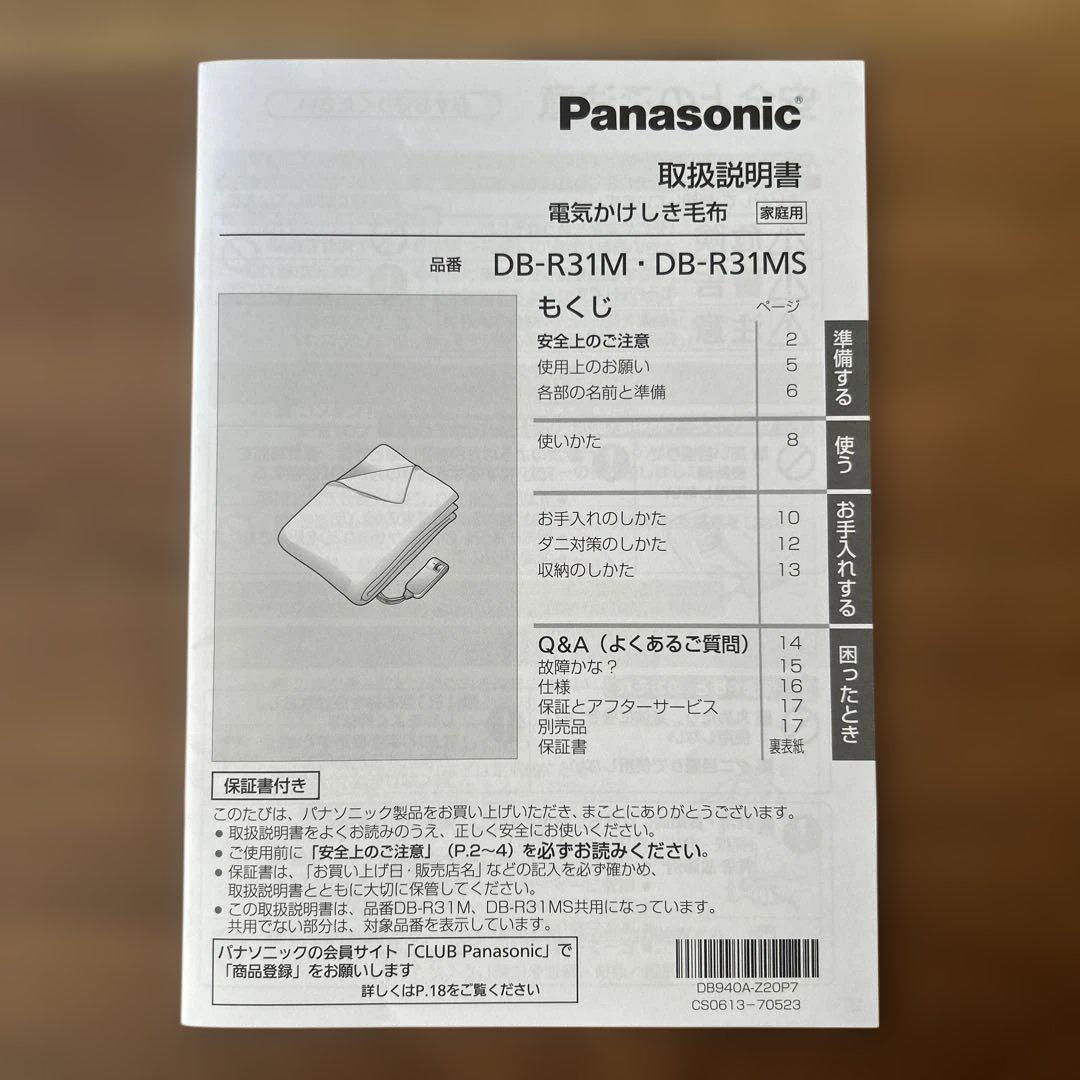 Panasonic®
取扱説明書
電気かけしき毛布 家庭用
品番 DB-R31M・DB-R31MS
もくじ ページ
安全上のご注意 2
使用上のお願い 5
各部の名前と準備 6
準備する
使いかた 8
使う
お手入れのしかた 10
ダニ対策のしかた 12
収納のしかた 13
お手入れする
Q&A（よくあるご質問） 14
故障かな？ 15
仕様 16
保証とアフターサービス 17
別売品 17
保証書 裏表紙
困ったとき
保証書付き
このたびは、パナソニック製品をお買い上げいただき、まことにありがとうございます。
● 取扱説明書をよくお読みのうえ、正しく安全にお使いください。
● ご使用前に「安全上のご注意」（P.2～4）を必ずお読みください。
● 保証書は、「お買い上げ日・販売店名」などの記入を必ず確かめ、
取扱説明書とともに大切に保管してください。
● この取扱説明書は、品番DB-R31M、DB-R31MS共用になっています。
共用でない部分は、対象品番を表示しています。
パナソニックの会員サイト「CLUB Panasonic」で
「商品登録」をお願いします
詳しくはP.18をご覧ください
DB940A-Z20P7
CS0613－70523